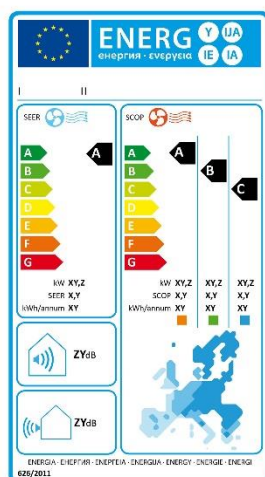 ENERG Y IJA
енергия · ενεργεια IE IA
I II
SEER
SCOP
A A
B
C
D
E
F
G
A A
B B
C C
D
E
F
G
kW XY,Z
SEER X,Y
kWh/annum XY
kW XY,Z XY,Z XY,Z
SCOP X,Y X,Y X,Y
kWh/annum XY XY XY
ZYdB
ZYdB
ENERGIA · ЕНЕРГИЯ · ΕΝΕΡΓΕΙΑ · ENERGIJA · ENERGY · ENERGIE · ENERGI
626/2011